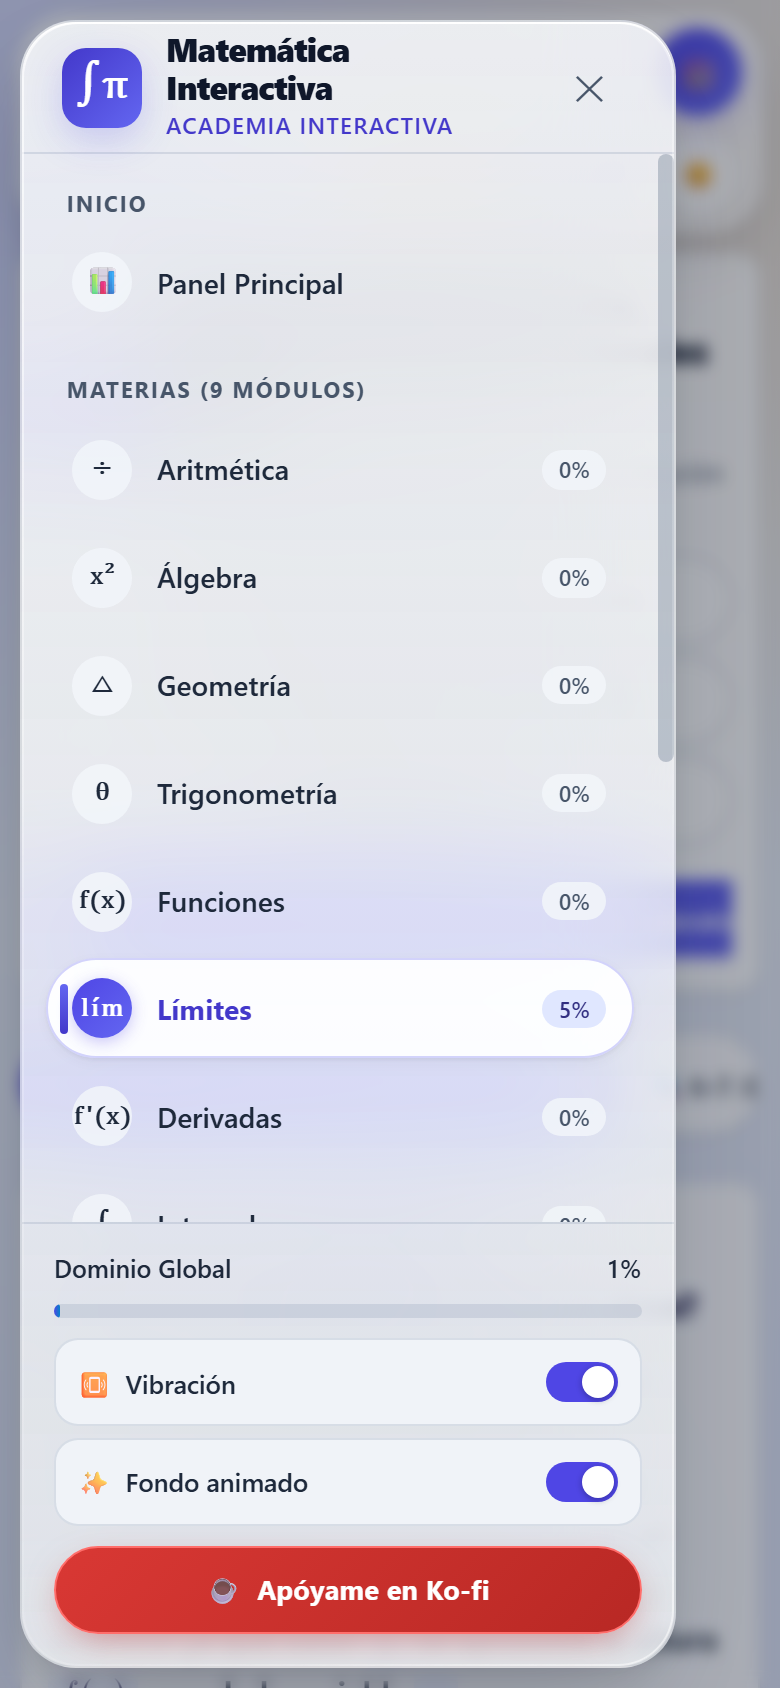 ∫π
Matemática
Interactiva
ACADEMIA INTERACTIVA
INICIO
Panel Principal
MATERIAS (9 MÓDULOS)
÷ Aritmética 0%
x² Álgebra 0%
△ Geometría 0%
θ Trigonometría 0%
f(x) Funciones 0%
lím Límites 5%
f'(x) Derivadas 0%
Dominio Global 1%
Vibración
Fondo animado
Apóyame en Ko-fi